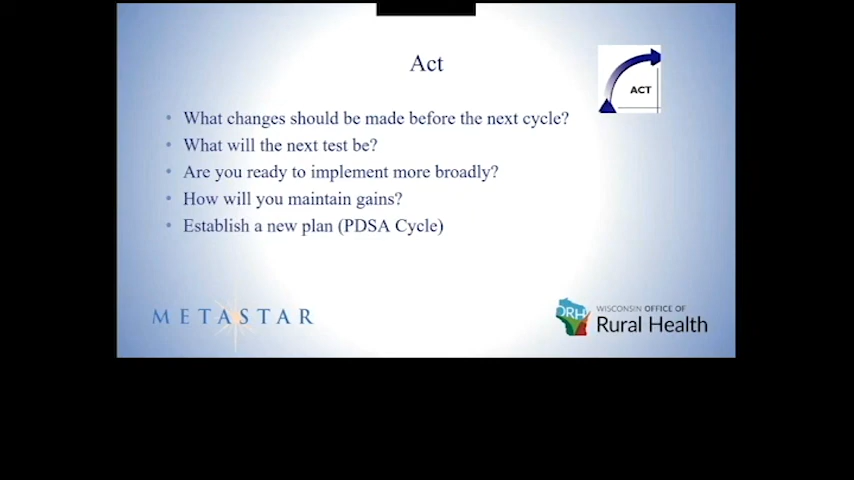 Act
ACT
• What changes should be made before the next cycle?
• What will the next test be?
• Are you ready to implement more broadly?
• How will you maintain gains?
• Establish a new plan (PDSA Cycle)
METASTAR
ORH
WISCONSIN OFFICE OF
Rural Health